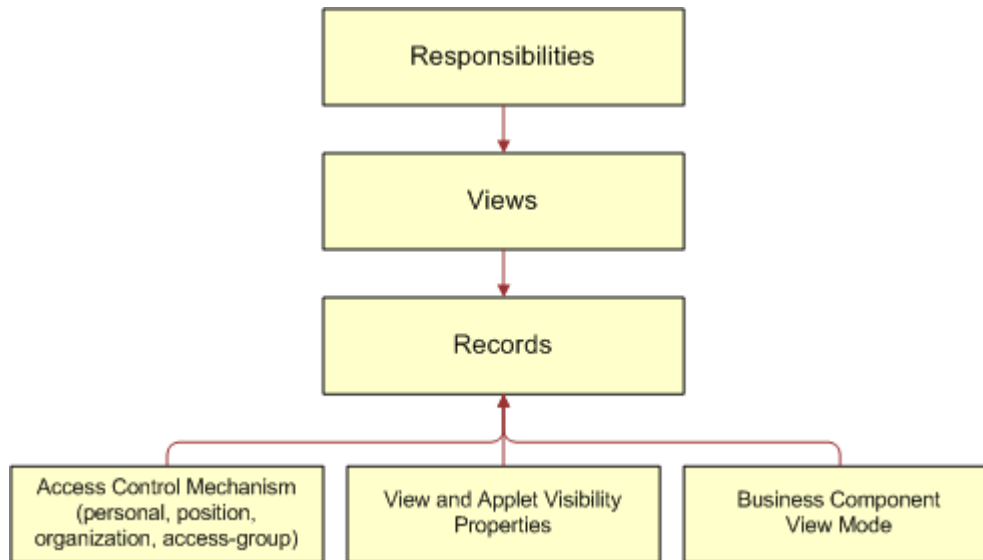 Responsibilities
Views
Records
Access Control Mechanism
(personal, position,
organization, access-group)
View and Applet Visibility
Properties
Business Component
View Mode